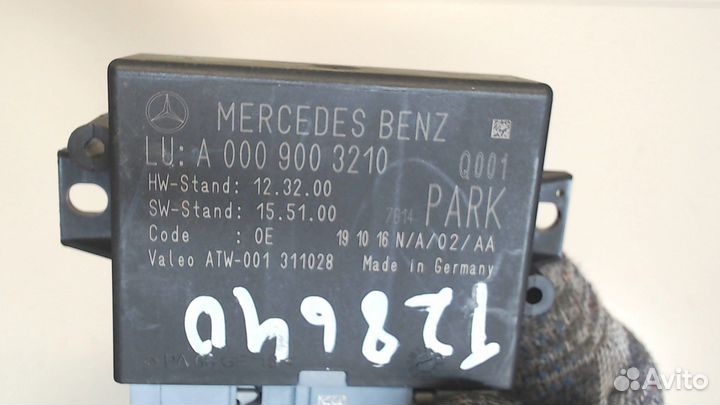 MERCEDES BENZ
LU: A 000 900 3210 Q001
HW-Stand: 12.32.00
SW-Stand: 15.51.00 7614 PARK
Code : 0E 19 10 16 N/A/02/AA
Valeo ATW-001 311028 Made in Germany
128640
Avito